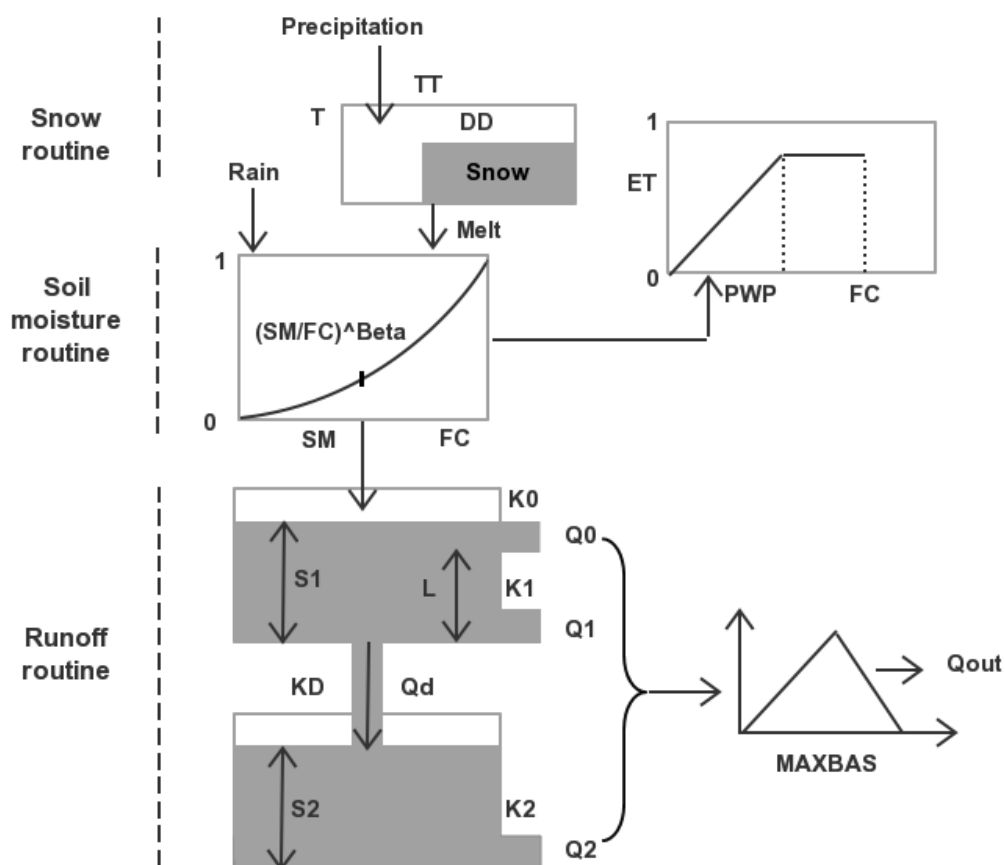 Precipitation
TT
T
DD
Snow
routine
Snow
Rain
Melt
1
ET
0
PWP
FC
Soil
moisture
routine
1
(SM/FC)^Beta
0
SM
FC
K0
Q0
S1
L
K1
Q1
Runoff
routine
KD
Qd
Qout
MAXBAS
S2
K2
Q2